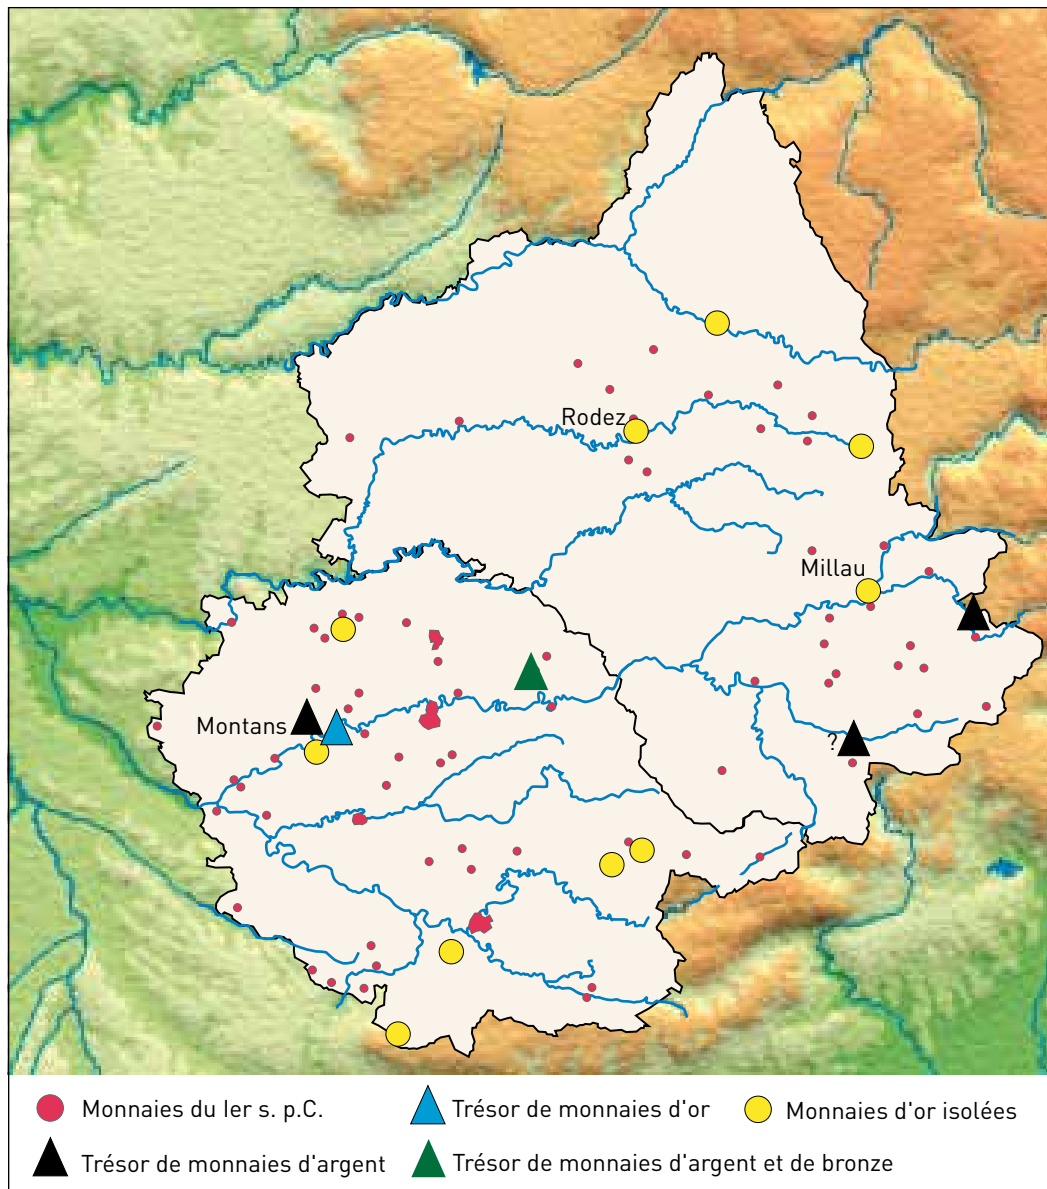 Rodez
Millau
Montans
?
Monnaies du Ier s. p.C.
Trésor de monnaies d'or
Monnaies d'or isolées
Trésor de monnaies d'argent
Trésor de monnaies d'argent et de bronze